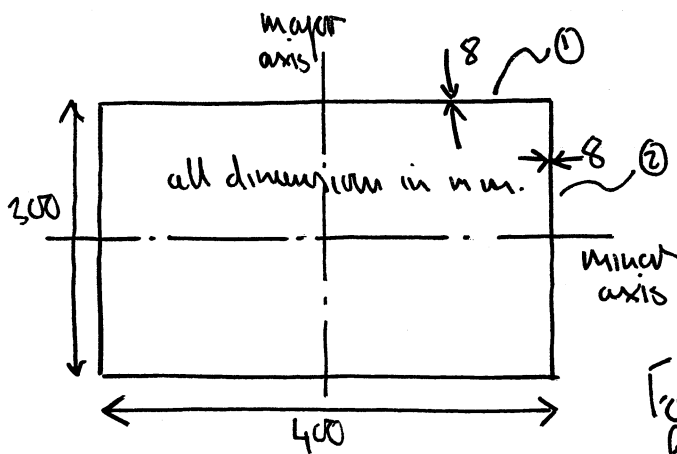 major
axis
8
①
all dimensions in mm.
8
②
300
minor
axis
400